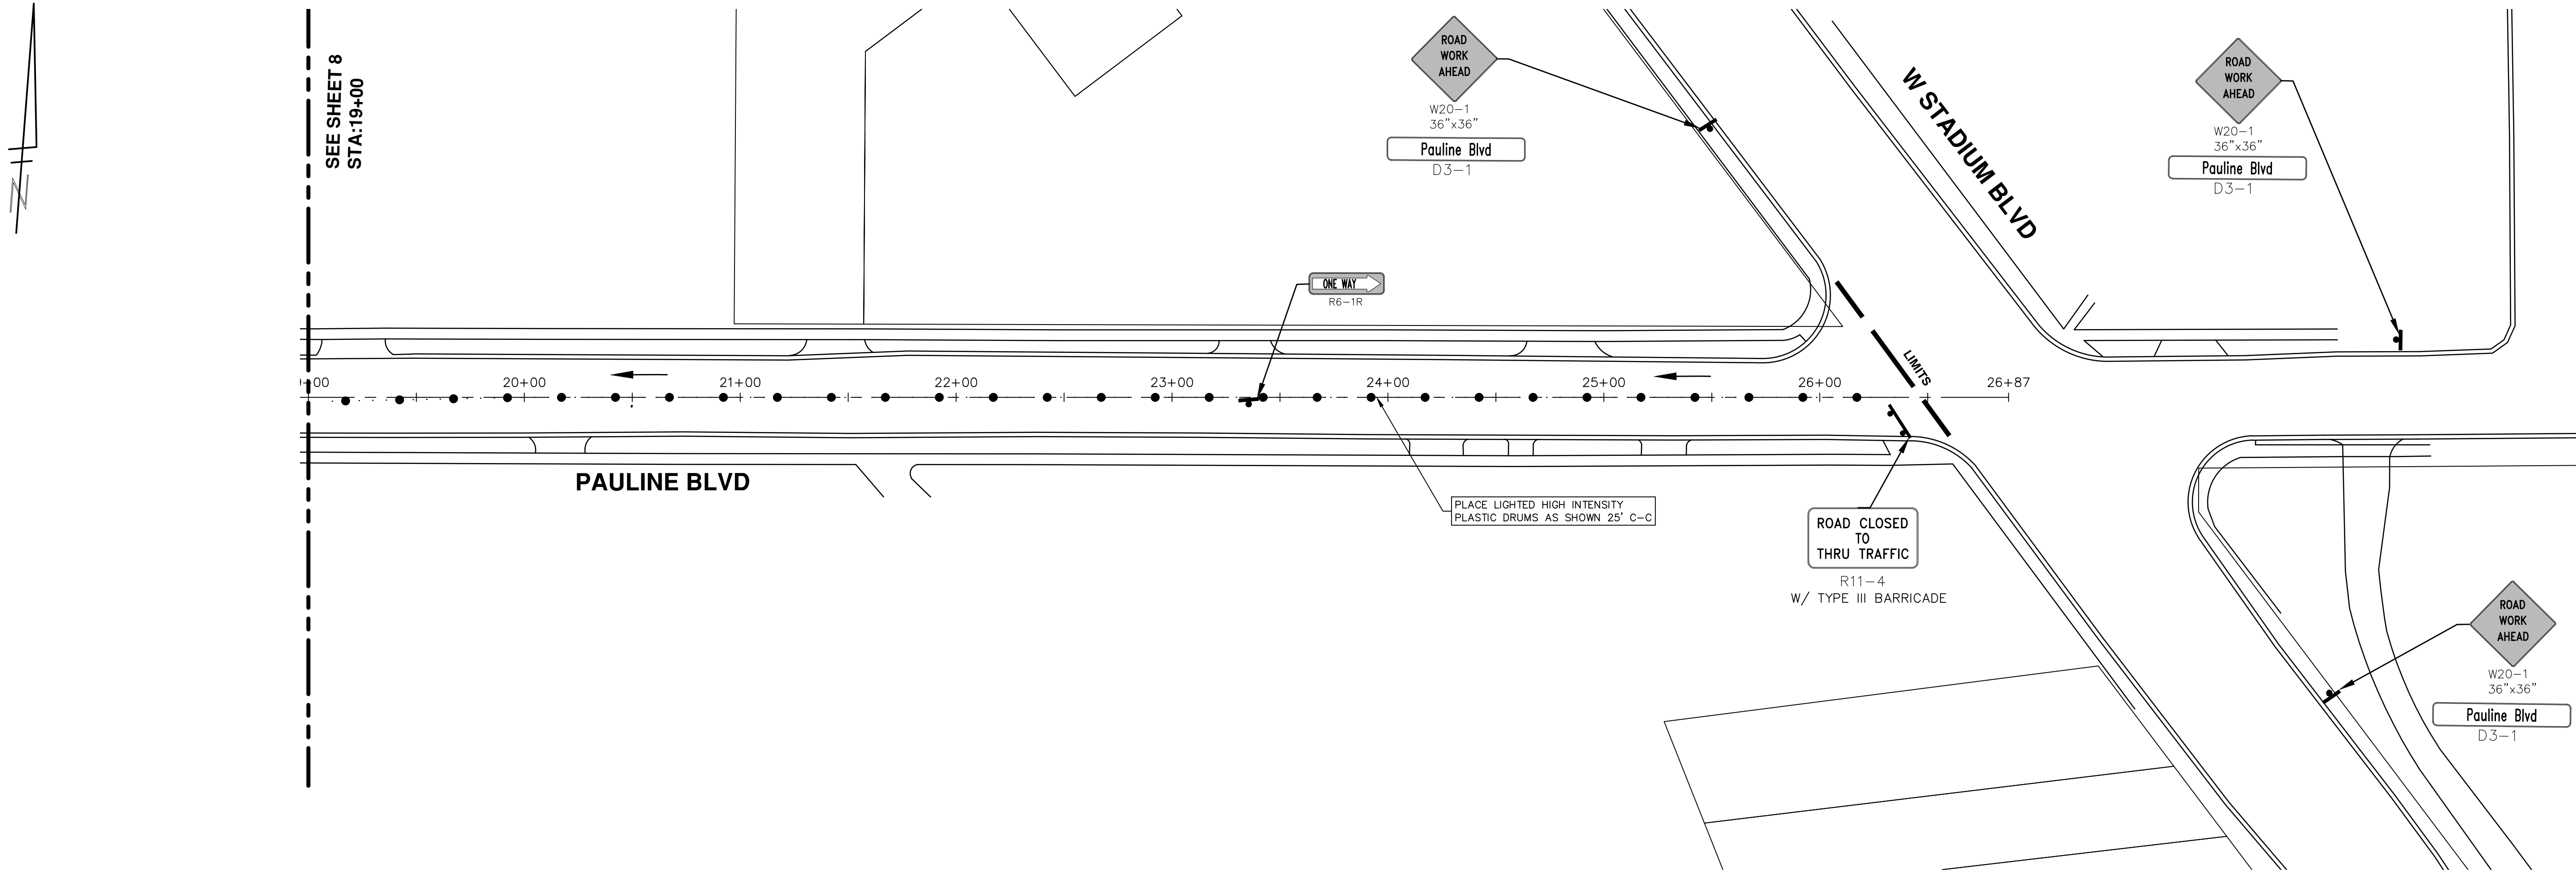 SEE SHEET 8
STA:19+00
N
ROAD
WORK
AHEAD
W20-1
36"x36"
Pauline Blvd
D3-1
W STADIUM BLVD
ROAD
WORK
AHEAD
W20-1
36"x36"
Pauline Blvd
D3-1
ONE WAY
R6-1R
LIMITS
+00
20+00
21+00
22+00
23+00
24+00
25+00
26+00
26+87
PAULINE BLVD
PLACE LIGHTED HIGH INTENSITY
PLASTIC DRUMS AS SHOWN 25' C-C
ROAD CLOSED
TO
THRU TRAFFIC
R11-4
W/ TYPE III BARRICADE
ROAD
WORK
AHEAD
W20-1
36"x36"
Pauline Blvd
D3-1